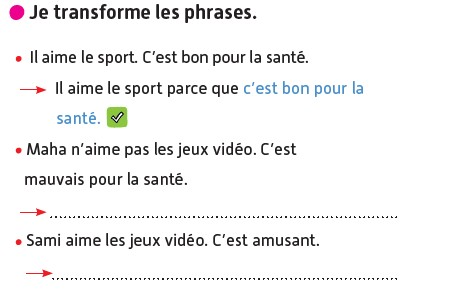 Je transforme les phrases.
• Il aime le sport. C'est bon pour la santé.
→ Il aime le sport parce que c'est bon pour la
santé.
• Maha n'aime pas les jeux vidéo. C'est
mauvais pour la santé.
→ ........................................
• Sami aime les jeux vidéo. C'est amusant.
→ ........................................